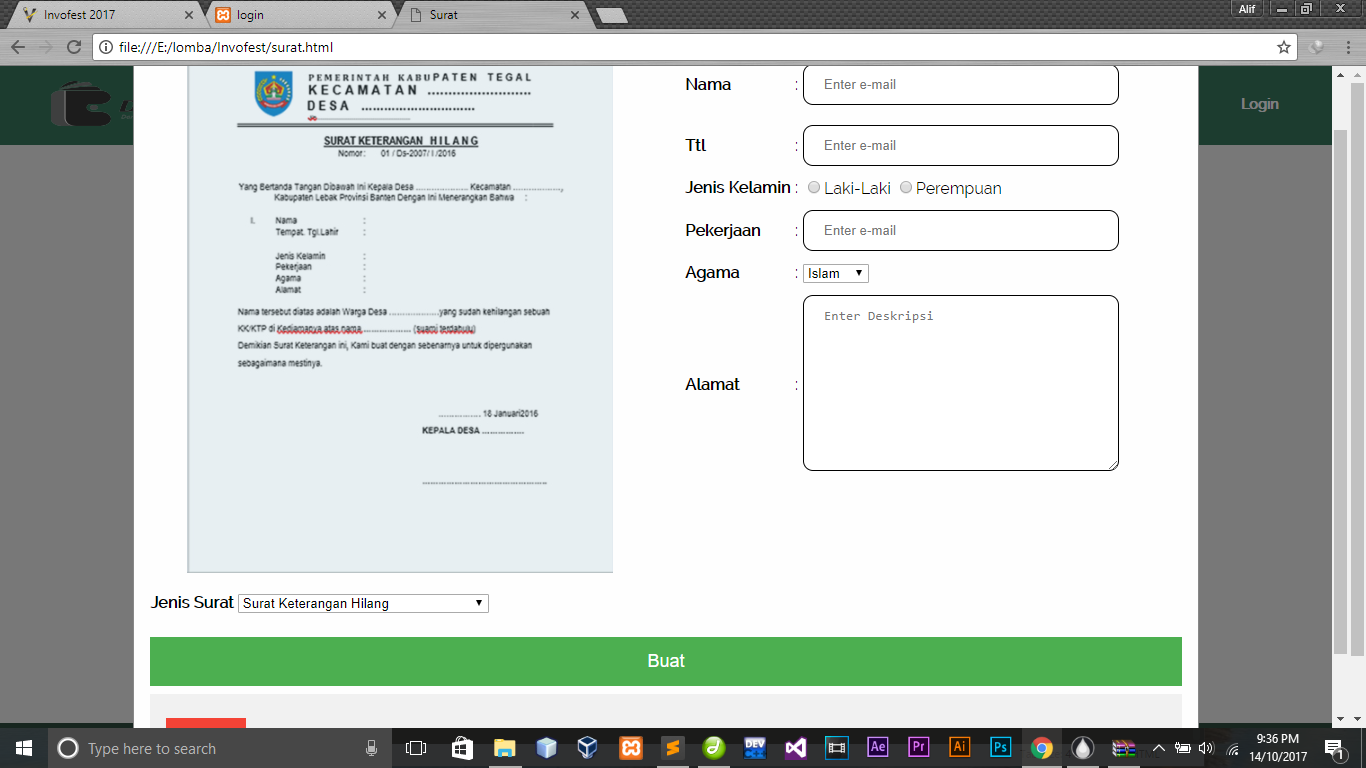 Invofest 2017
login
Surat
Alif
file:///E:/lomba/Invofest/surat.html
Login
PEMERINTAH KABUPATEN TEGAL
KECAMATAN ........................
DESA ............................
SURAT KETERANGAN H I L A N G
Nomor : 01 / Ds-2007/ I /2016
Yang Bertanda Tangan Dibawah Ini Kepala Desa .................... Kecamatan ..................,
Kabupaten Lebak Provinsi Banten Dengan Ini Menerangkan Bahwa :
I. Nama :
Tempat. Tgl.Lahir :
Jenis Kelamin :
Pekerjaan :
Agama :
Alamat :
Nama tersebut diatas adalah Warga Desa ....................yang sudah kehilangan sebuah
KK/KTP di Kediamanya atas nama ................... (suami terdahulu)
Demikian Surat Keterangan ini, Kami buat dengan sebenarnya untuk dipergunakan
sebagaimana mestinya.
................. 18 Januari2016
KEPALA DESA ................
Nama : Enter e-mail
Ttl : Enter e-mail
Jenis Kelamin : Laki-Laki Perempuan
Pekerjaan : Enter e-mail
Agama : Islam
Alamat : Enter Deskripsi
Jenis Surat Surat Keterangan Hilang
Buat
Type here to search
DEV
Ae
Pr
Ai
Ps
9:36 PM
14/10/2017
1